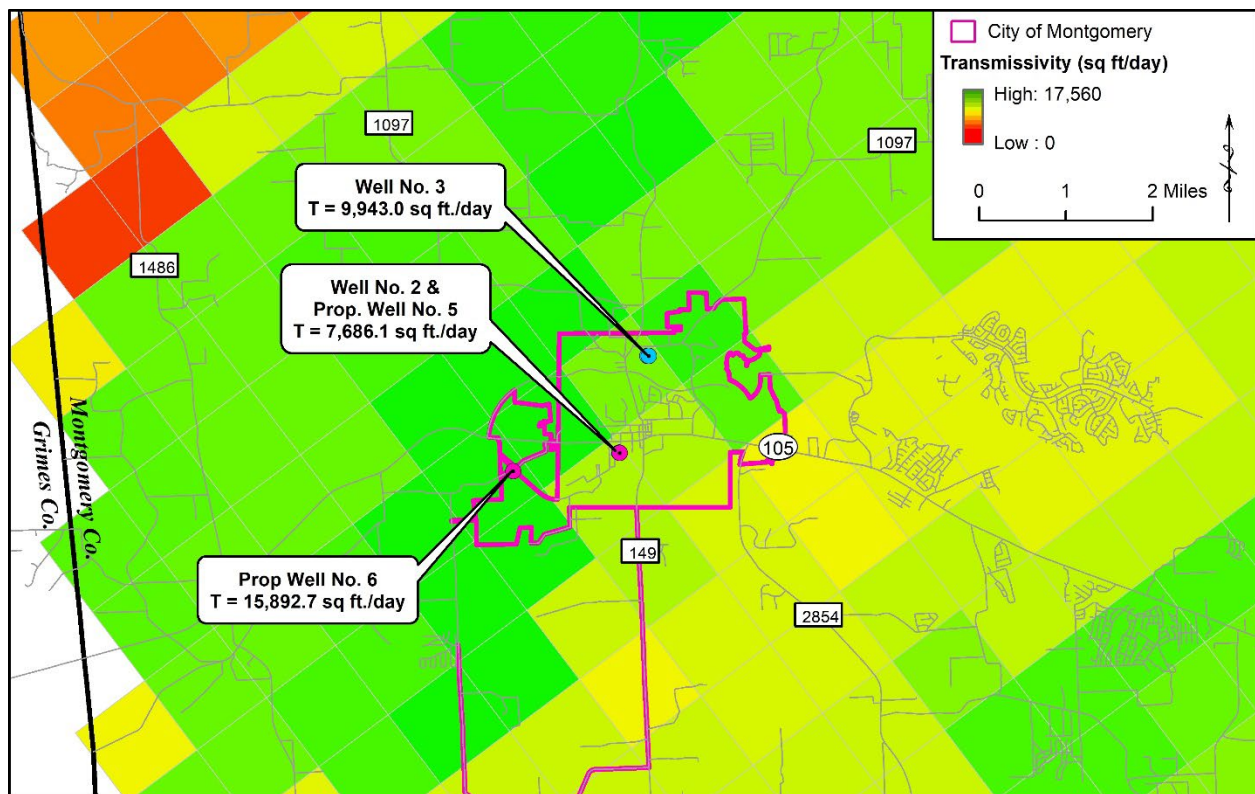 City of Montgomery
Transmissivity (sq ft/day)
High: 17,560
Low : 0
0 1 2 Miles
1097
1097
Well No. 3
T = 9,943.0 sq ft./day
1486
Well No. 2 &
Prop. Well No. 5
T = 7,686.1 sq ft./day
Montgomery Co.
Grimes Co.
105
149
Prop Well No. 6
T = 15,892.7 sq ft./day
2854